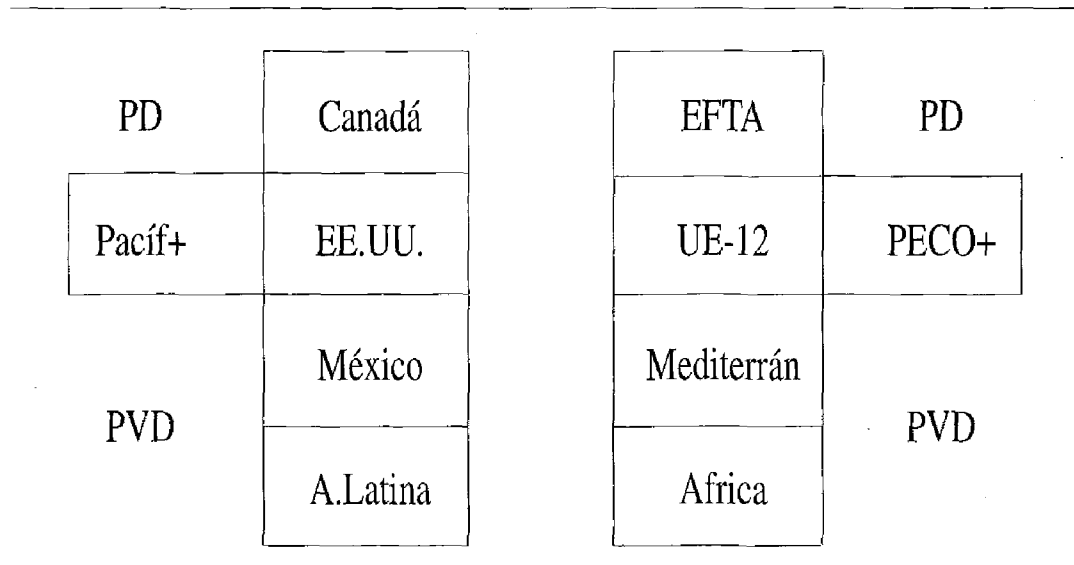 PD Canadá EFTA PD
Pacíf+ EE.UU. UE-12 PECO+
México Mediterrán
PVD PVD
A.Latina Africa